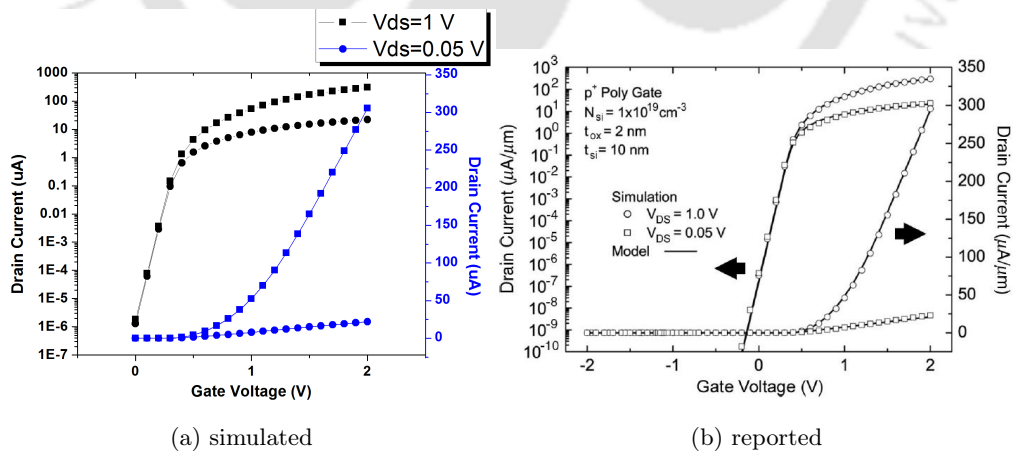 Vds=1 V
Vds=0.05 V
1000
100
10
1
0.1
0.01
1E-3
1E-4
1E-5
1E-6
1E-7
Drain Current (uA)
350
300
250
200
150
100
50
0
Drain Current (uA)
0 1 2
Gate Voltage (V)
(a) simulated
10³
10²
10¹
10⁰
10⁻¹
10⁻²
10⁻³
10⁻⁴
10⁻⁵
10⁻⁶
10⁻⁷
10⁻⁸
10⁻⁹
10⁻¹⁰
Drain Current (μA/μm)
p⁺ Poly Gate
N_Si = 1x10¹⁹cm⁻³
t_ox = 2 nm
t_si = 10 nm
Simulation
V_DS = 1.0 V
V_DS = 0.05 V
Model
350
300
250
200
150
100
50
0
Drain Current (μA/μm)
-2 -1 0 1 2
Gate Voltage (V)
(b) reported